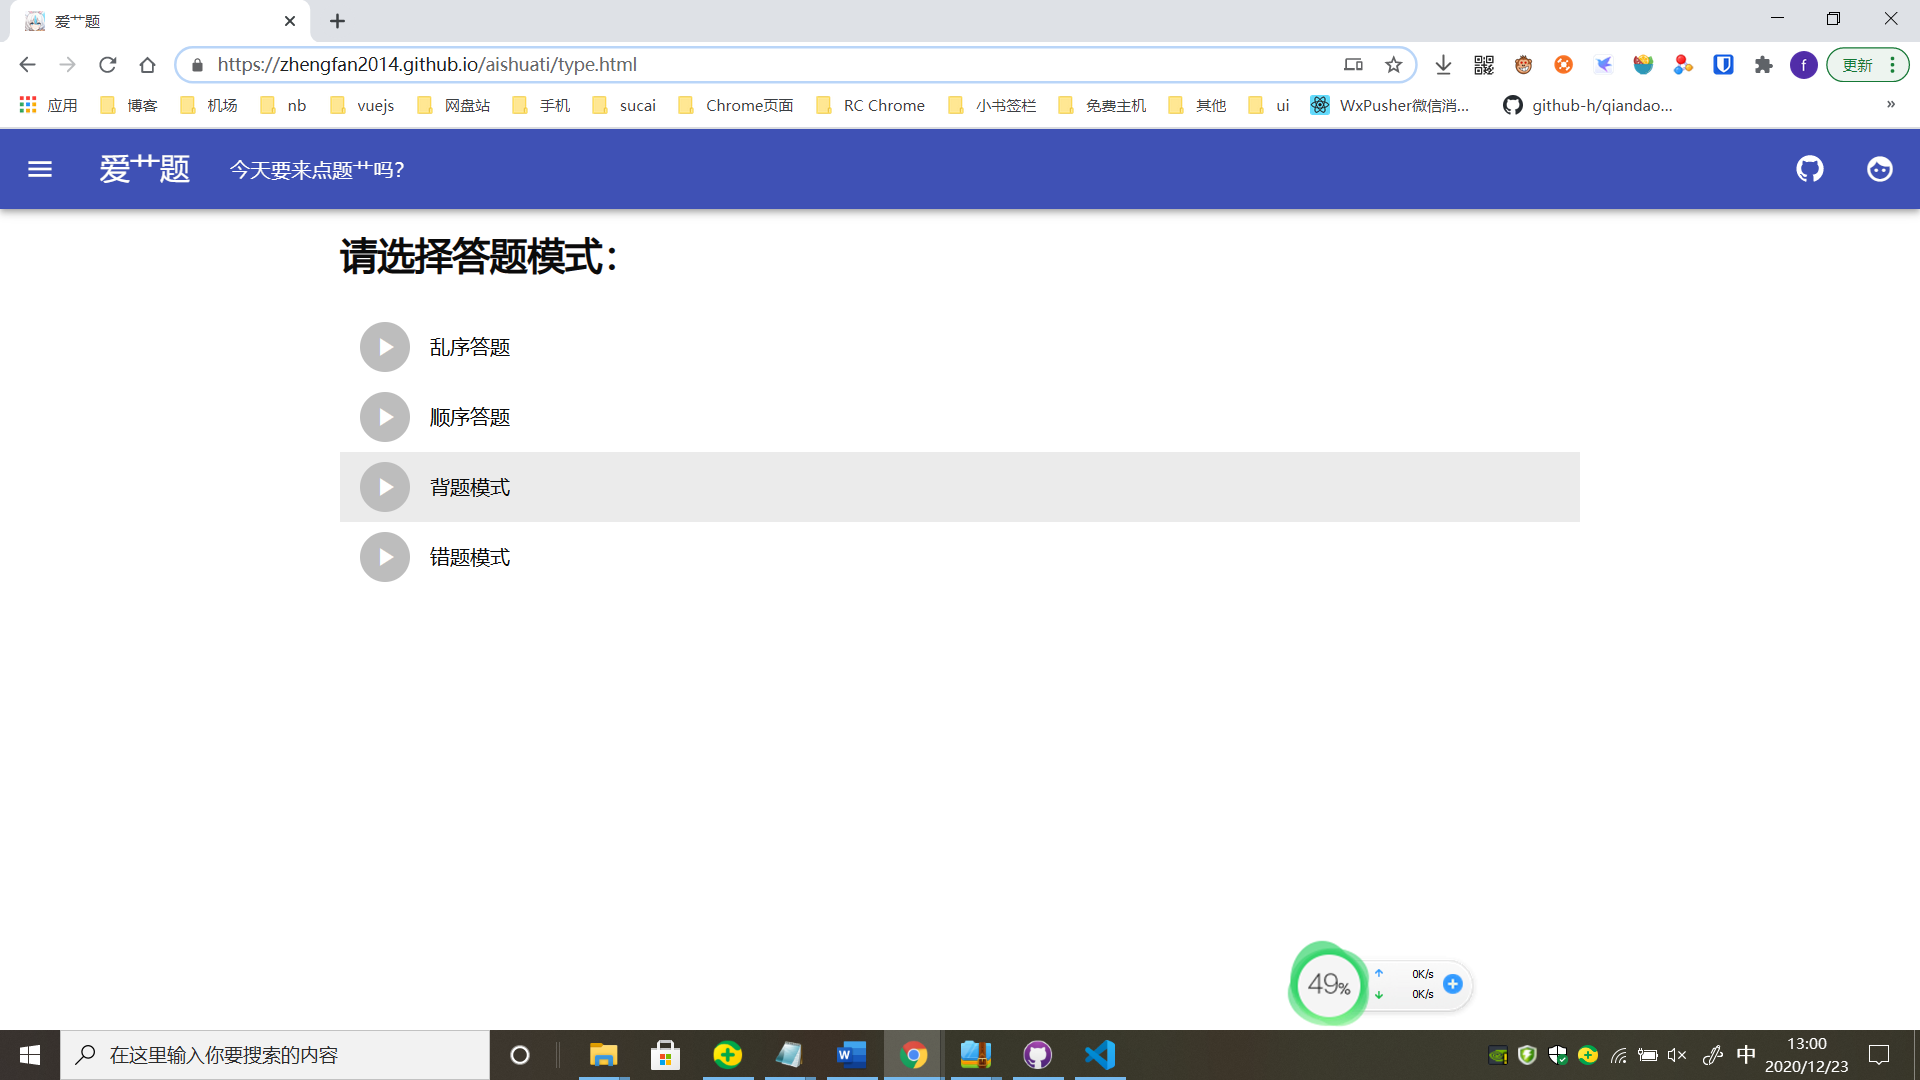 爱艹题
https://zhengfan2014.github.io/aishuati/type.html
f
更新
应用 博客 机场 nb vuejs 网盘站 手机 sucai Chrome页面 RC Chrome 小书签栏 免费主机 其他 ui WxPusher微信消... github-h/qiandao... »
爱艹题 今天要来点题艹吗?
请选择答题模式:
乱序答题
顺序答题
背题模式
错题模式
49%
0K/s
0K/s
在这里输入你要搜索的内容
中
13:00
2020/12/23